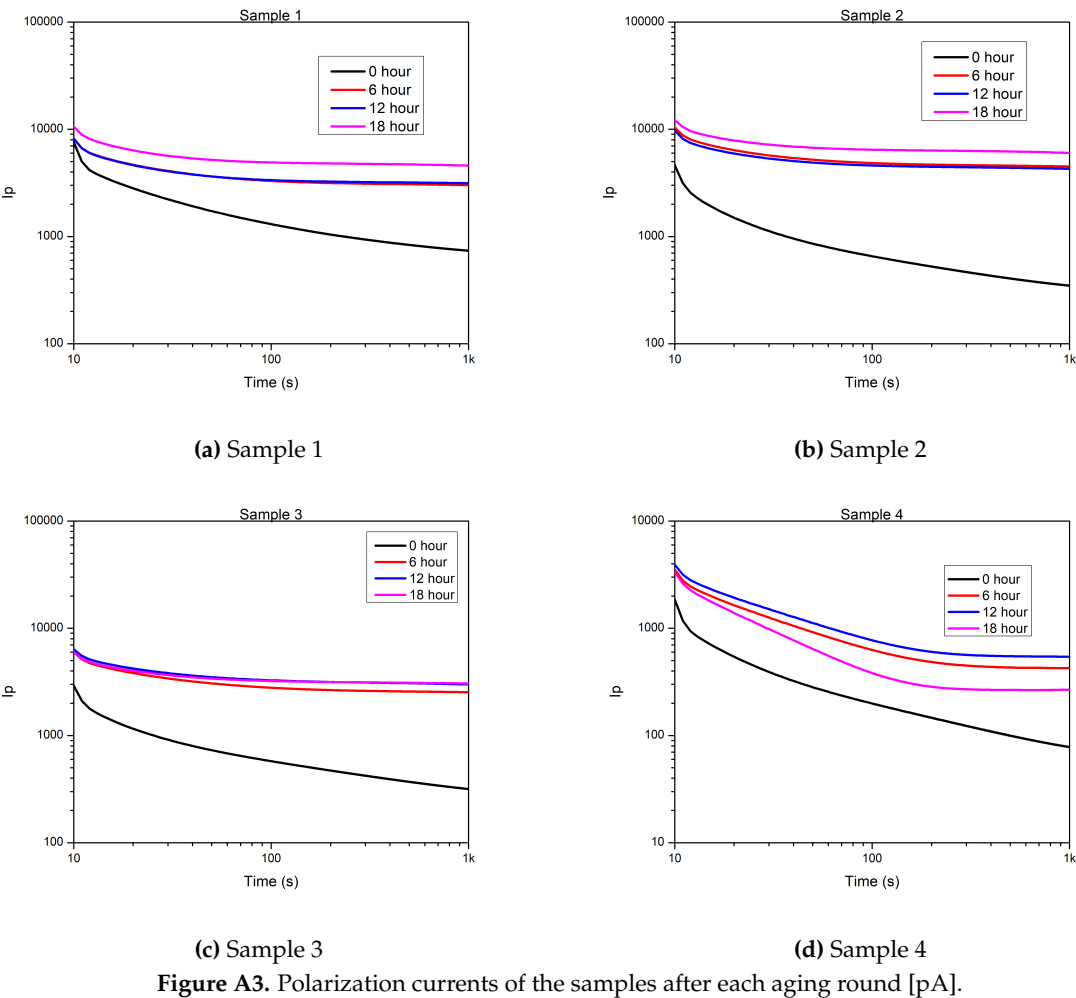 Sample 1
100000
10000
1000
100
Ip
0 hour
6 hour
12 hour
18 hour
10
100
1k
Time (s)
(a) Sample 1
Sample 2
100000
10000
1000
100
Ip
0 hour
6 hour
12 hour
18 hour
10
100
1k
Time (s)
(b) Sample 2
Sample 3
100000
10000
1000
100
Ip
0 hour
6 hour
12 hour
18 hour
10
100
1k
Time (s)
(c) Sample 3
Sample 4
10000
1000
100
10
Ip
0 hour
6 hour
12 hour
18 hour
10
100
1k
Time (s)
(d) Sample 4
Figure A3. Polarization currents of the samples after each aging round [pA].